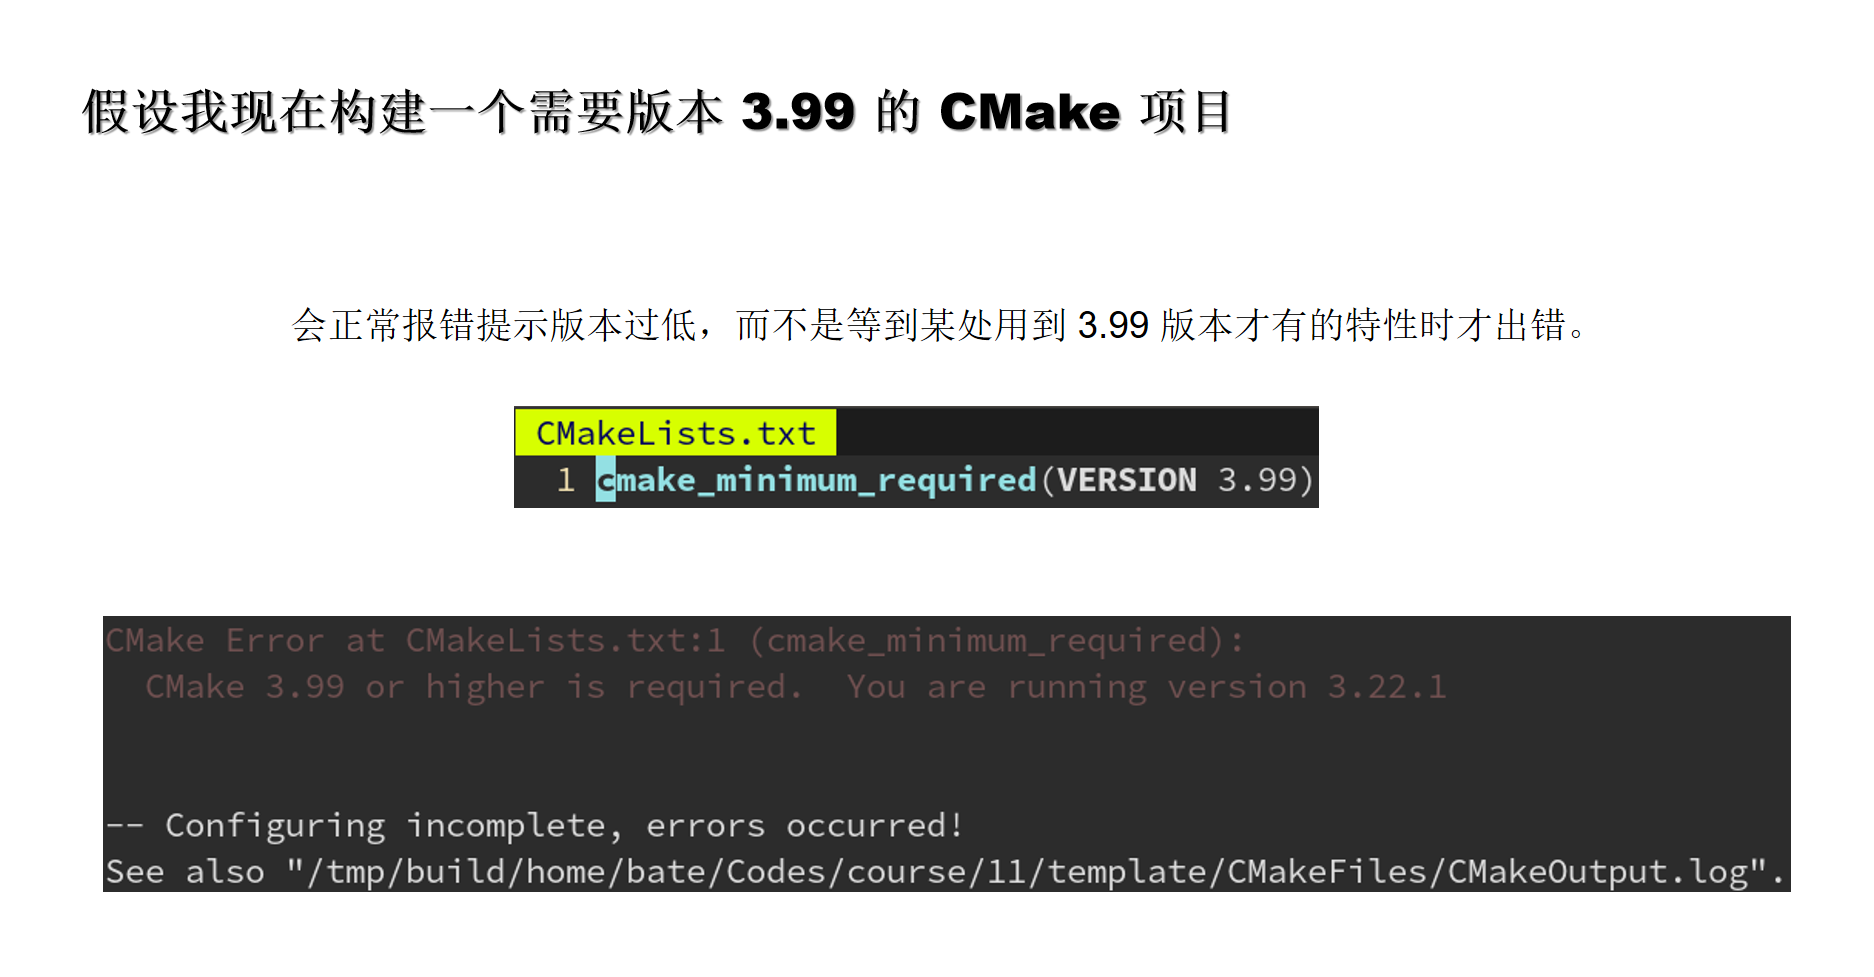 假设我现在构建一个需要版本 3.99 的 CMake 项目
会正常报错提示版本过低，而不是等到某处用到 3.99 版本才有的特性时才出错。
CMakeLists.txt
1 cmake_minimum_required(VERSION 3.99)
CMake Error at CMakeLists.txt:1 (cmake_minimum_required):
  CMake 3.99 or higher is required.  You are running version 3.22.1
-- Configuring incomplete, errors occurred!
See also "/tmp/build/home/bate/Codes/course/11/template/CMakeFiles/CMakeOutput.log".